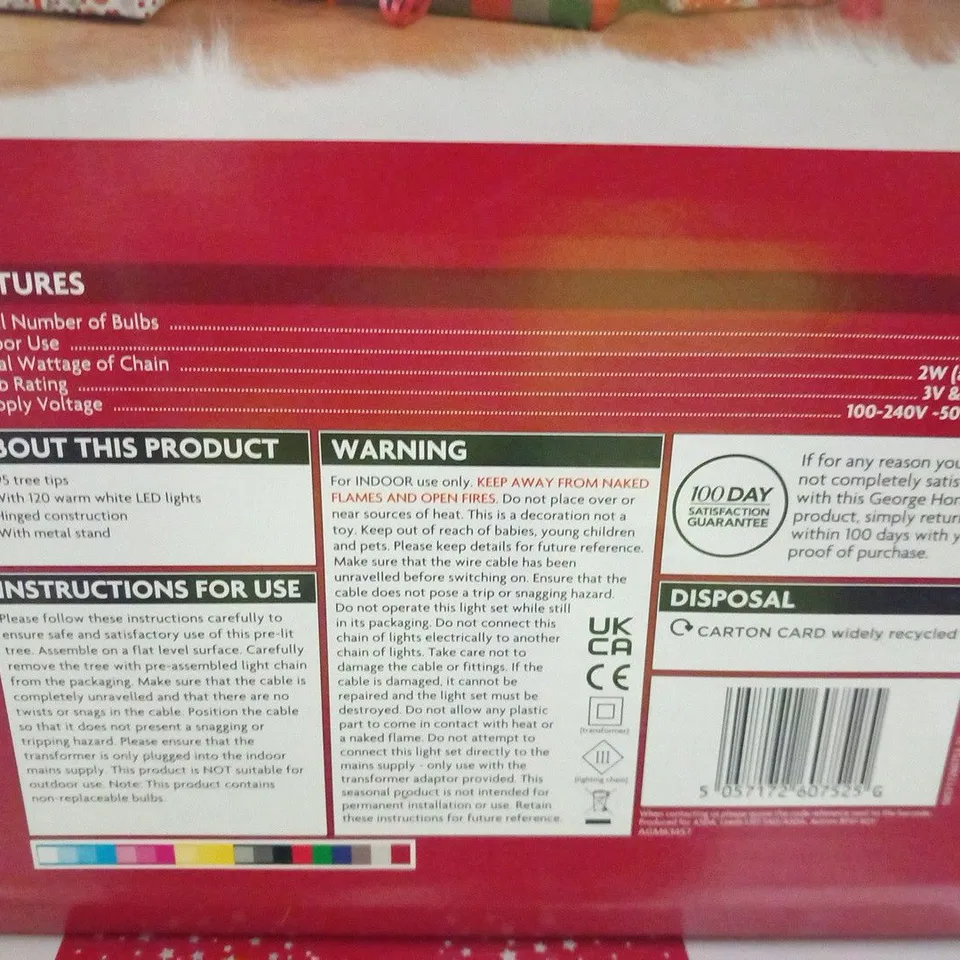 TURES
l Number of Bulbs
oor Use
al Wattage of Chain
2W (
b Rating
3V &
pply Voltage
100-240V -50
BOUT THIS PRODUCT
95 tree tips
With 120 warm white LED lights
Hinged construction
With metal stand
INSTRUCTIONS FOR USE
Please follow these instructions carefully to
ensure safe and satisfactory use of this pre-lit
tree. Assemble on a flat level surface. Carefully
remove the tree with pre-assembled light chain
from the packaging. Make sure that the cable is
completely unravelled and that there are no
twists or snags in the cable. Position the cable
so that it does not present a snagging or
tripping hazard. Please ensure that the
transformer is only plugged into the indoor
mains supply. This product is NOT suitable for
outdoor use. Note: This product contains
non-replaceable bulbs.
WARNING
For INDOOR use only. KEEP AWAY FROM NAKED
FLAMES AND OPEN FIRES. Do not place over or
near sources of heat. This is a decoration not a
toy. Keep out of reach of babies, young children
and pets. Please keep details for future reference.
Make sure that the wire cable has been
unravelled before switching on. Ensure that the
cable does not pose a trip or snagging hazard.
Do not operate this light set while still
in its packaging. Do not connect this
chain of lights electrically to another
chain of lights. Take care not to
damage the cable or fittings. If the
cable is damaged, it cannot be
repaired and the light set must be
destroyed. Do not allow any plastic
part to come in contact with heat or
a naked flame. Do not attempt to
connect this light set directly to the
mains supply - only use with the
transformer adaptor provided. This
seasonal product is not intended for
permanent installation or use. Retain
these instructions for future reference.
UK
CA
CE
(transformer)
III
(lighting chain)
100 DAY
SATISFACTION
GUARANTEE
If for any reason you
not completely satis
with this George Hom
product, simply return
within 100 days with y
proof of purchase.
DISPOSAL
CARTON CARD widely recycled
5 057172 607525 G